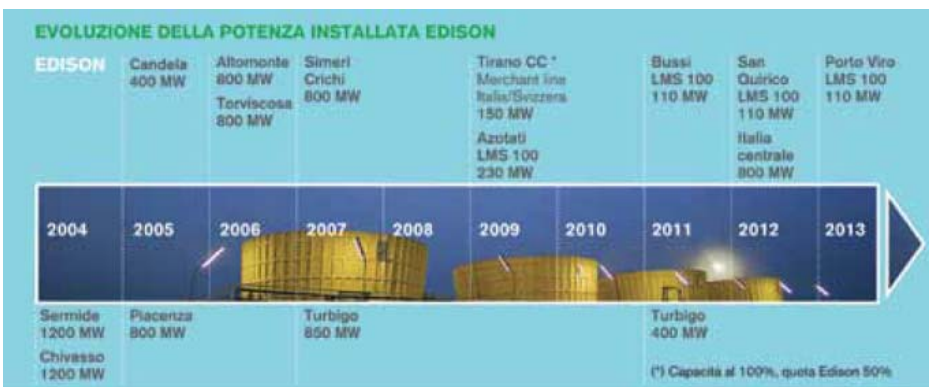 EVOLUZIONE DELLA POTENZA INSTALLATA EDISON
EDISON
Candela
400 MW
Altomonte
800 MW
Torviscosa
800 MW
Simeri
Crichi
800 MW
Tirano CC *
Merchant line
Italia/Svizzera
150 MW
Azotati
LMS 100
230 MW
Bussi
LMS 100
110 MW
San
Quirico
LMS 100
110 MW
Italia
centrale
800 MW
Porto Viro
LMS 100
110 MW
2004 2005 2006 2007 2008 2009 2010 2011 2012 2013
Sermide
1200 MW
Chivasso
1200 MW
Piacenza
800 MW
Turbigo
850 MW
Turbigo
400 MW
(*) Capacità al 100%, quota Edison 50%